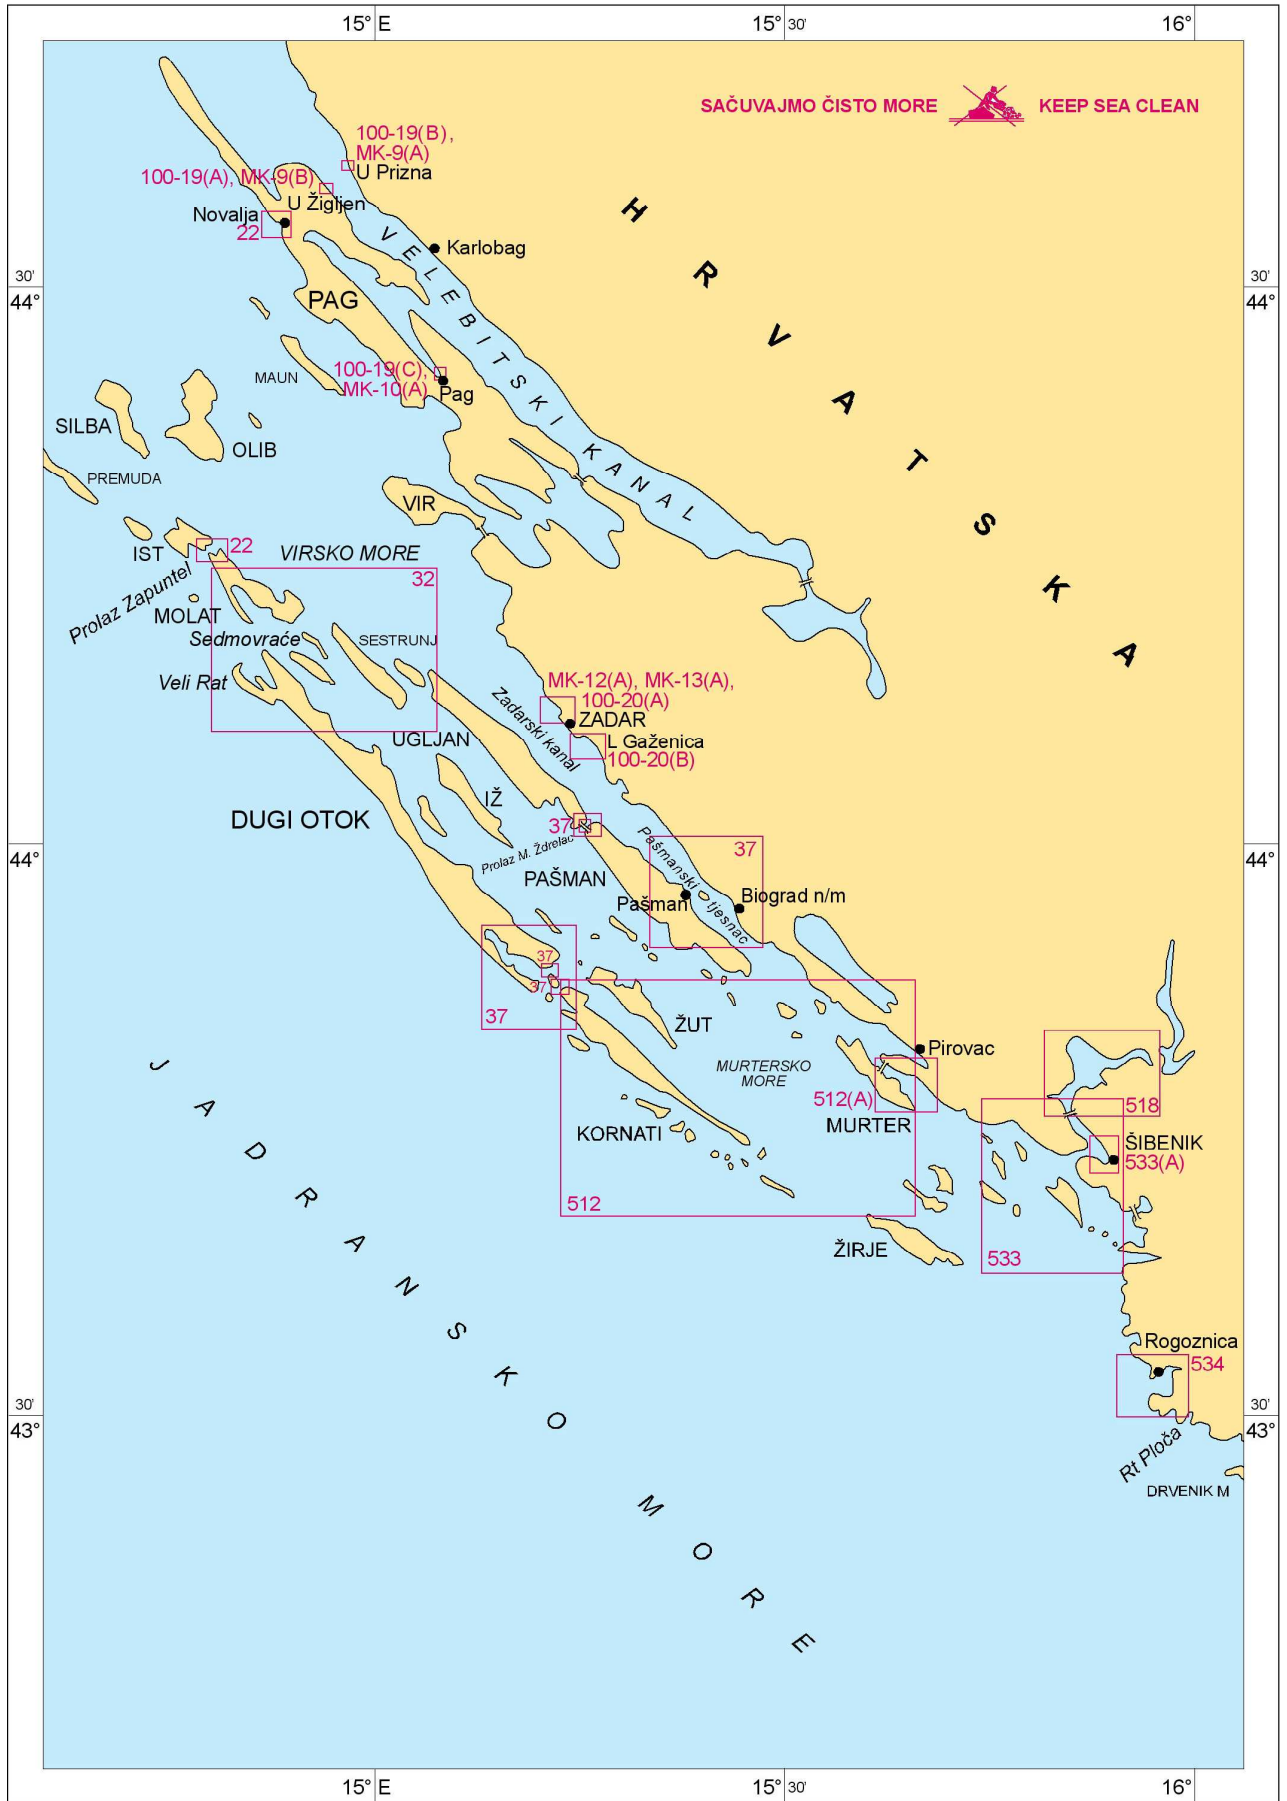 15° E
15° 30'
16°
SAČUVAJMO ČISTO MORE
KEEP SEA CLEAN
100-19(B),
MK-9(A)
U Prizna
100-19(A), MK-9(B)
U Žigljen
Novalja
22
Karlobag
HRVATSKA
VELEBITSKI KANAL
30'
44°
30'
44°
PAG
MAUN
100-19(C),
MK-10(A)
Pag
SILBA
OLIB
PREMUDA
VIR
IST
22
VIRSKO MORE
32
Prolaz Zapuntel
MOLAT
Sedmovraće
SESTRUNJ
Veli Rat
MK-12(A), MK-13(A),
100-20(A)
ZADAR
Zadarski kanal
L Gaženica
100-20(B)
UGLJAN
IŽ
DUGI OTOK
37
Prolaz M. Ždrelac
Pašmanski tjesnac
37
44°
44°
PAŠMAN
Pašman
Biograd n/m
37
37
37
ŽUT
Pirovac
MURTERSKO
MORE
512(A)
MURTER
518
KORNATI
ŠIBENIK
533(A)
512
ŽIRJE
533
JADRANSKO MORE
Rogoznica
534
30'
43°
30'
43°
Rt Ploča
DRVENIK M
15° E
15° 30'
16°